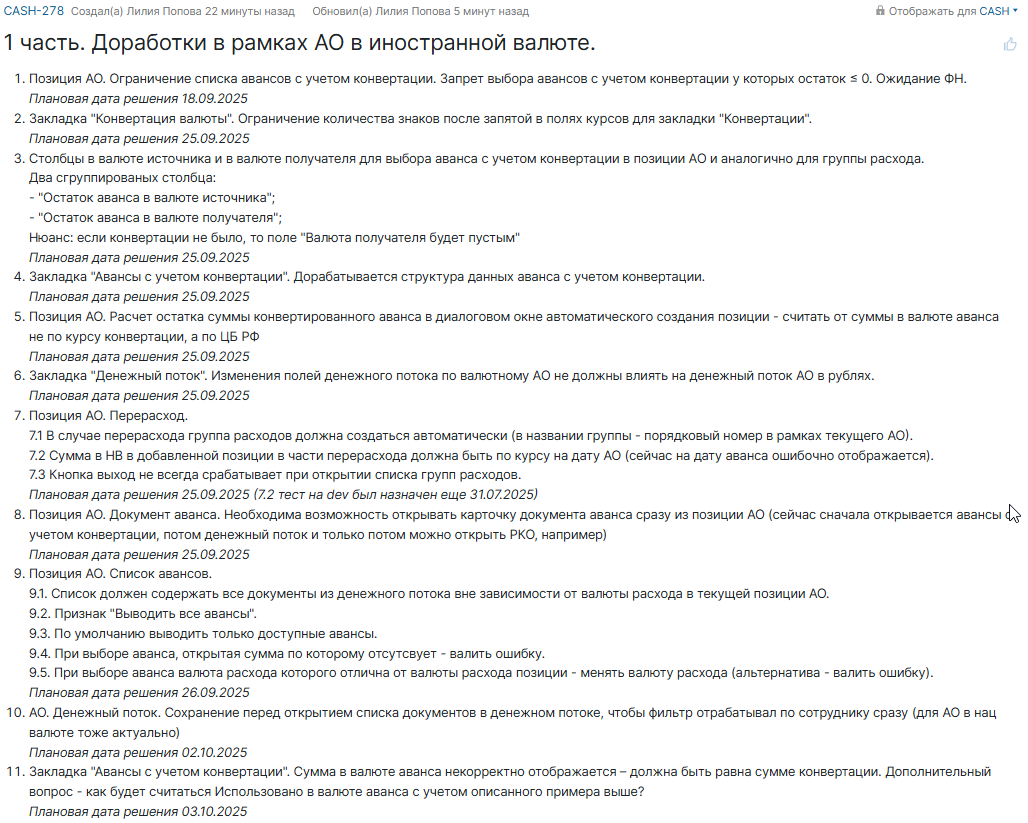 CASH-278 Создал(а) Лилия Попова 22 минуты назад Обновил(а) Лилия Попова 5 минут назад Отображать для CASH
1 часть. Доработки в рамках АО в иностранной валюте.
1. Позиция АО. Ограничение списка авансов с учетом конвертации. Запрет выбора авансов с учетом конвертации у которых остаток ≤ 0. Ожидание ФН.
Плановая дата решения 18.09.2025
2. Закладка "Конвертация валюты". Ограничение количества знаков после запятой в полях курсов для закладки "Конвертации".
Плановая дата решения 25.09.2025
3. Столбцы в валюте источника и в валюте получателя для выбора аванса с учетом конвертации в позиции АО и аналогично для группы расхода.
Два сгруппированых столбца:
- "Остаток аванса в валюте источника";
- "Остаток аванса в валюте получателя";
Нюанс: если конвертации не было, то поле "Валюта получателя будет пустым"
Плановая дата решения 25.09.2025
4. Закладка "Авансы с учетом конвертации". Дорабатывается структура данных аванса с учетом конвертации.
Плановая дата решения 25.09.2025
5. Позиция АО. Расчет остатка суммы конвертированного аванса в диалоговом окне автоматического создания позиции - считать от суммы в валюте аванса
не по курсу конвертации, а по ЦБ РФ
Плановая дата решения 25.09.2025
6. Закладка "Денежный поток". Изменения полей денежного потока по валютному АО не должны влиять на денежный поток АО в рублях.
Плановая дата решения 25.09.2025
7. Позиция АО. Перерасход.
7.1 В случае перерасхода группа расходов должна создаться автоматически (в названии группы - порядковый номер в рамках текущего АО).
7.2 Сумма в НВ в добавленной позиции в части перерасхода должна быть по курсу на дату АО (сейчас на дату аванса ошибочно отображается).
7.3 Кнопка выход не всегда срабатывает при открытии списка групп расходов.
Плановая дата решения 25.09.2025 (7.2 тест на dev был назначен еще 31.07.2025)
8. Позиция АО. Документ аванса. Необходима возможность открывать карточку документа аванса сразу из позиции АО (сейчас сначала открывается авансы с
учетом конвертации, потом денежный поток и только потом можно открыть РКО, например)
Плановая дата решения 25.09.2025
9. Позиция АО. Список авансов.
9.1. Список должен содержать все документы из денежного потока вне зависимости от валюты расхода в текущей позиции АО.
9.2. Признак "Выводить все авансы".
9.3. По умолчанию выводить только доступные авансы.
9.4. При выборе аванса, открытая сумма по которому отсутсвует - валить ошибку.
9.5. При выборе аванса валюта расхода которого отлична от валюты расхода позиции - менять валюту расхода (альтернатива - валить ошибку).
Плановая дата решения 26.09.2025
10. АО. Денежный поток. Сохранение перед открытием списка документов в денежном потоке, чтобы фильтр отрабатывал по сотруднику сразу (для АО в нац
валюте тоже актуально)
Плановая дата решения 02.10.2025
11. Закладка "Авансы с учетом конвертации". Сумма в валюте аванса некорректно отображается – должна быть равна сумме конвертации. Дополнительный
вопрос - как будет считаться Использовано в валюте аванса с учетом описанного примера выше?
Плановая дата решения 03.10.2025